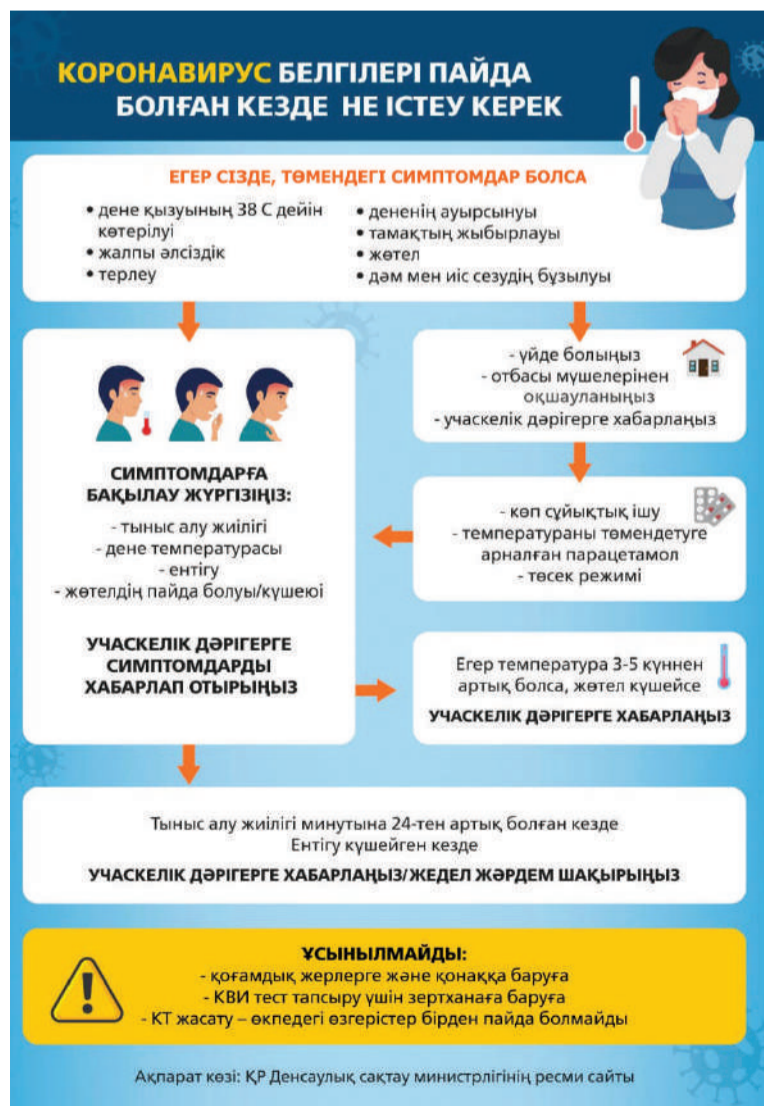 КОРОНАВИРУС БЕЛГІЛЕРІ ПАЙДА
БОЛҒАН КЕЗДЕ НЕ ІСТЕУ КЕРЕК
ЕГЕР СІЗДЕ, ТӨМЕНДЕГІ СИМПТОМДАР БОЛСА
• дене қызуының 38 С дейін
көтерілуі
• жалпы әлсіздік
• терлеу
• дененің ауырсынуы
• тамақтың жыбырлауы
• жөтел
• дәм мен иіс сезудің бұзылуы
- үйде болыңыз
- отбасы мүшелерінен
оқшауланыңыз
- учаскелік дәрігерге хабарлаңыз
- көп сұйықтық ішу
- температураны төмендетуге
арналған парацетамол
- төсек режимі
СИМПТОМДАРҒА
БАҚЫЛАУ ЖҮРГІЗІҢІЗ:
- тыныс алу жиілігі
- дене температурасы
- ентігу
- жөтелдің пайда болуы/күшеюі
УЧАСКЕЛІК ДӘРІГЕРГЕ
СИМПТОМДАРДЫ
ХАБАРЛАП ОТЫРЫҢЫЗ
Егер температура 3-5 күннен
артық болса, жөтел күшейсе
УЧАСКЕЛІК ДӘРІГЕРГЕ ХАБАРЛАҢЫЗ
Тыныс алу жиілігі минутына 24-тен артық болған кезде
Ентігу күшейген кезде
УЧАСКЕЛІК ДӘРІГЕРГЕ ХАБАРЛАҢЫЗ/ЖЕДЕЛ ЖӘРДЕМ ШАҚЫРЫҢЫЗ
ҰСЫНЫЛМАЙДЫ:
- қоғамдық жерлерге және қонаққа баруға
- КВИ тест тапсыру үшін зертханаға баруға
- КТ жасату – өкпедегі өзгерістер бірден пайда болмайды
Ақпарат көзі: ҚР Денсаулық сақтау министрлігінің ресми сайты